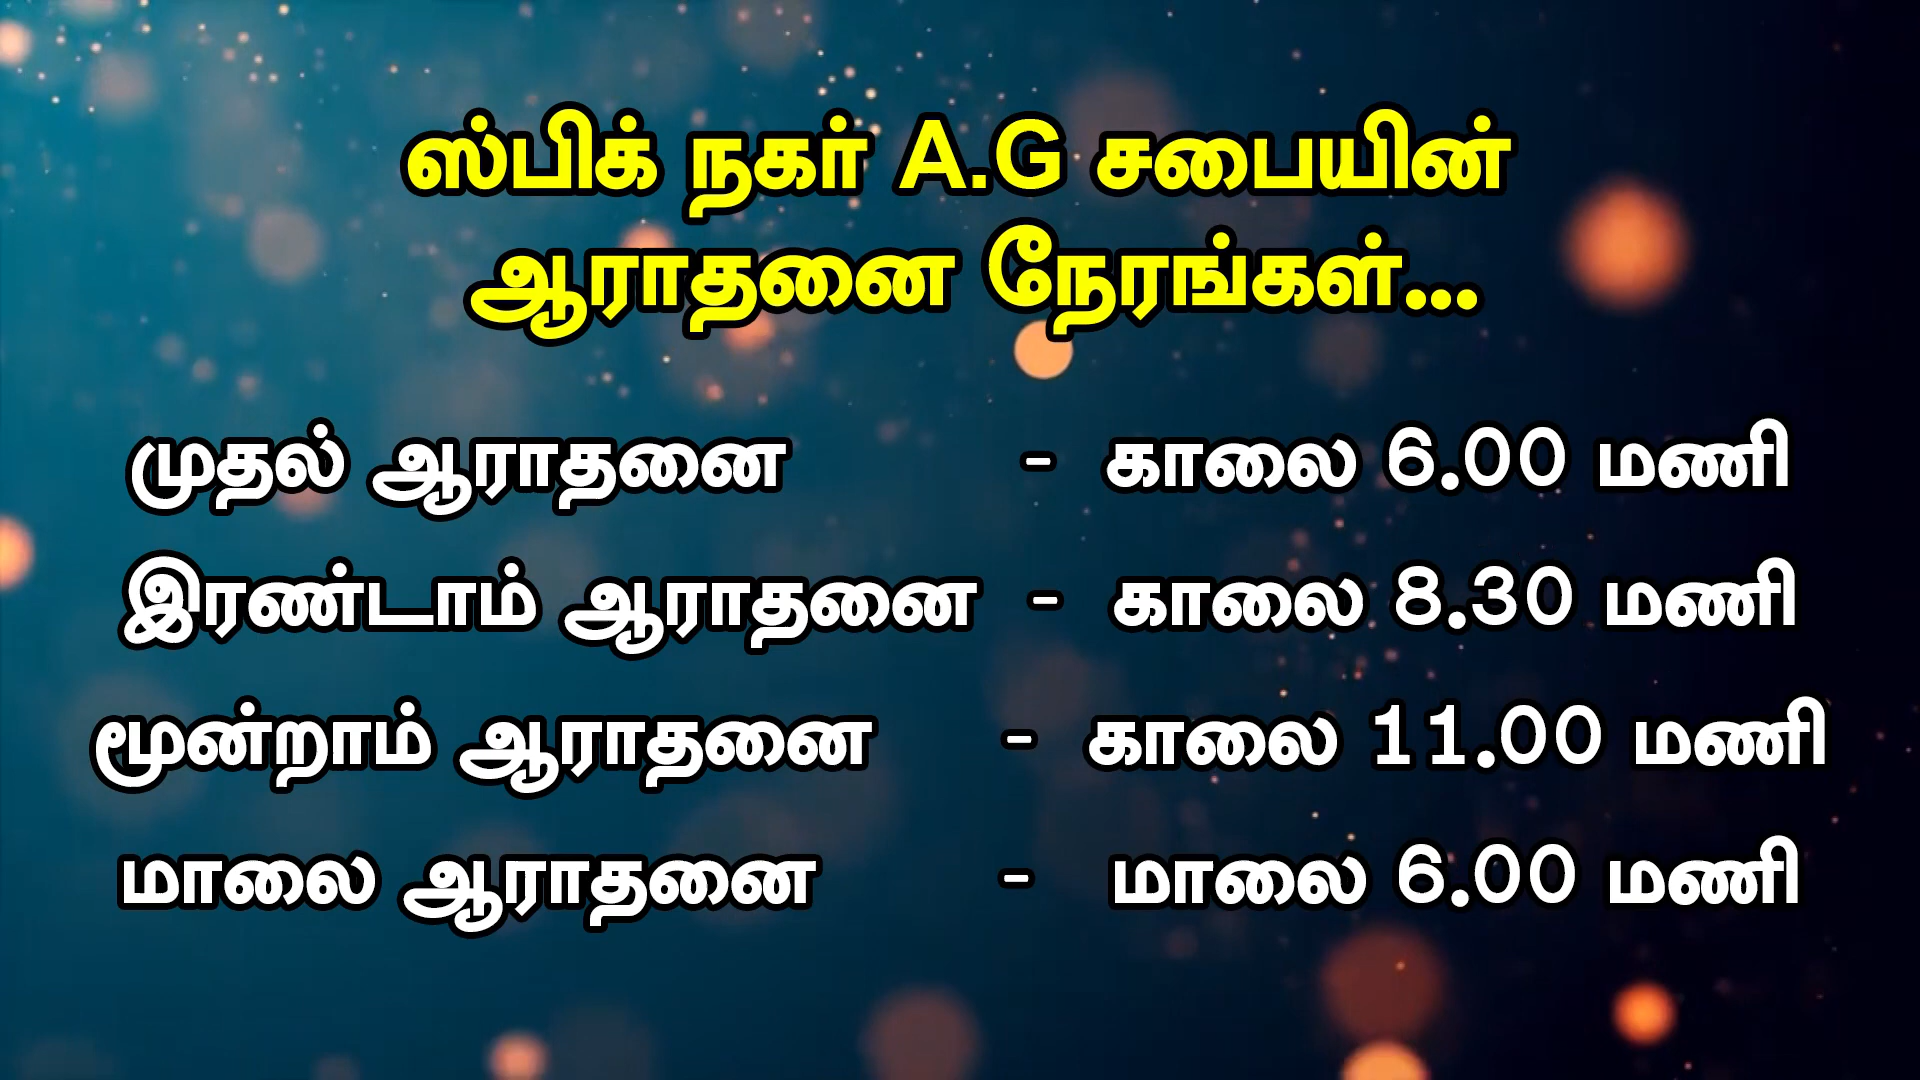 ஸ்பிக் நகர் A.G சபையின்
ஆராதனை நேரங்கள்...
முதல் ஆராதனை - காலை 6.00 மணி
இரண்டாம் ஆராதனை - காலை 8.30 மணி
மூன்றாம் ஆராதனை - காலை 11.00 மணி
மாலை ஆராதனை - மாலை 6.00 மணி